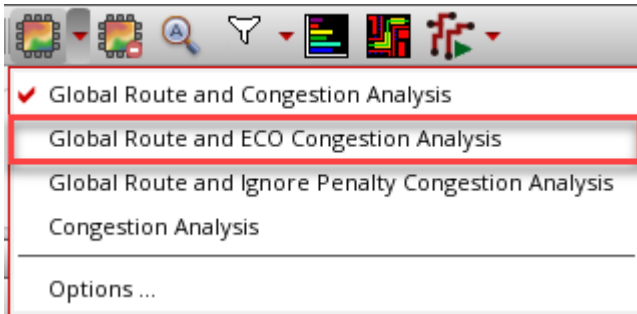 Global Route and Congestion Analysis
Global Route and ECO Congestion Analysis
Global Route and Ignore Penalty Congestion Analysis
Congestion Analysis
Options ...